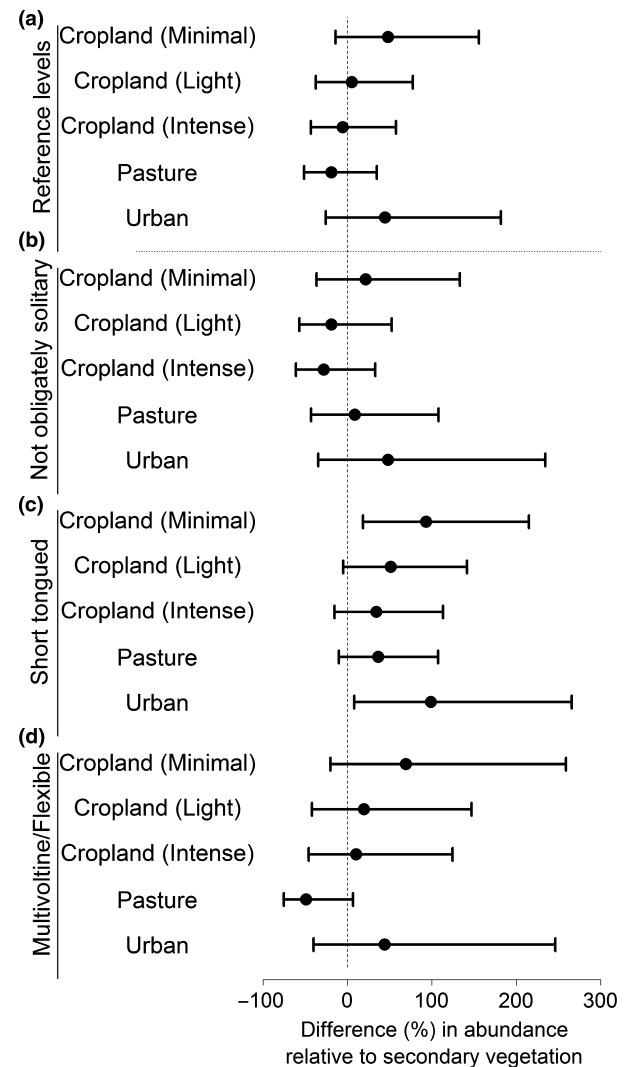 (a)
Reference levels
Cropland (Minimal)
Cropland (Light)
Cropland (Intense)
Pasture
Urban
(b)
Not obligately solitary
Cropland (Minimal)
Cropland (Light)
Cropland (Intense)
Pasture
Urban
(c)
Short tongued
Cropland (Minimal)
Cropland (Light)
Cropland (Intense)
Pasture
Urban
(d)
Multivoltine/Flexible
Cropland (Minimal)
Cropland (Light)
Cropland (Intense)
Pasture
Urban
−100 0 100 200 300
Difference (%) in abundance
relative to secondary vegetation